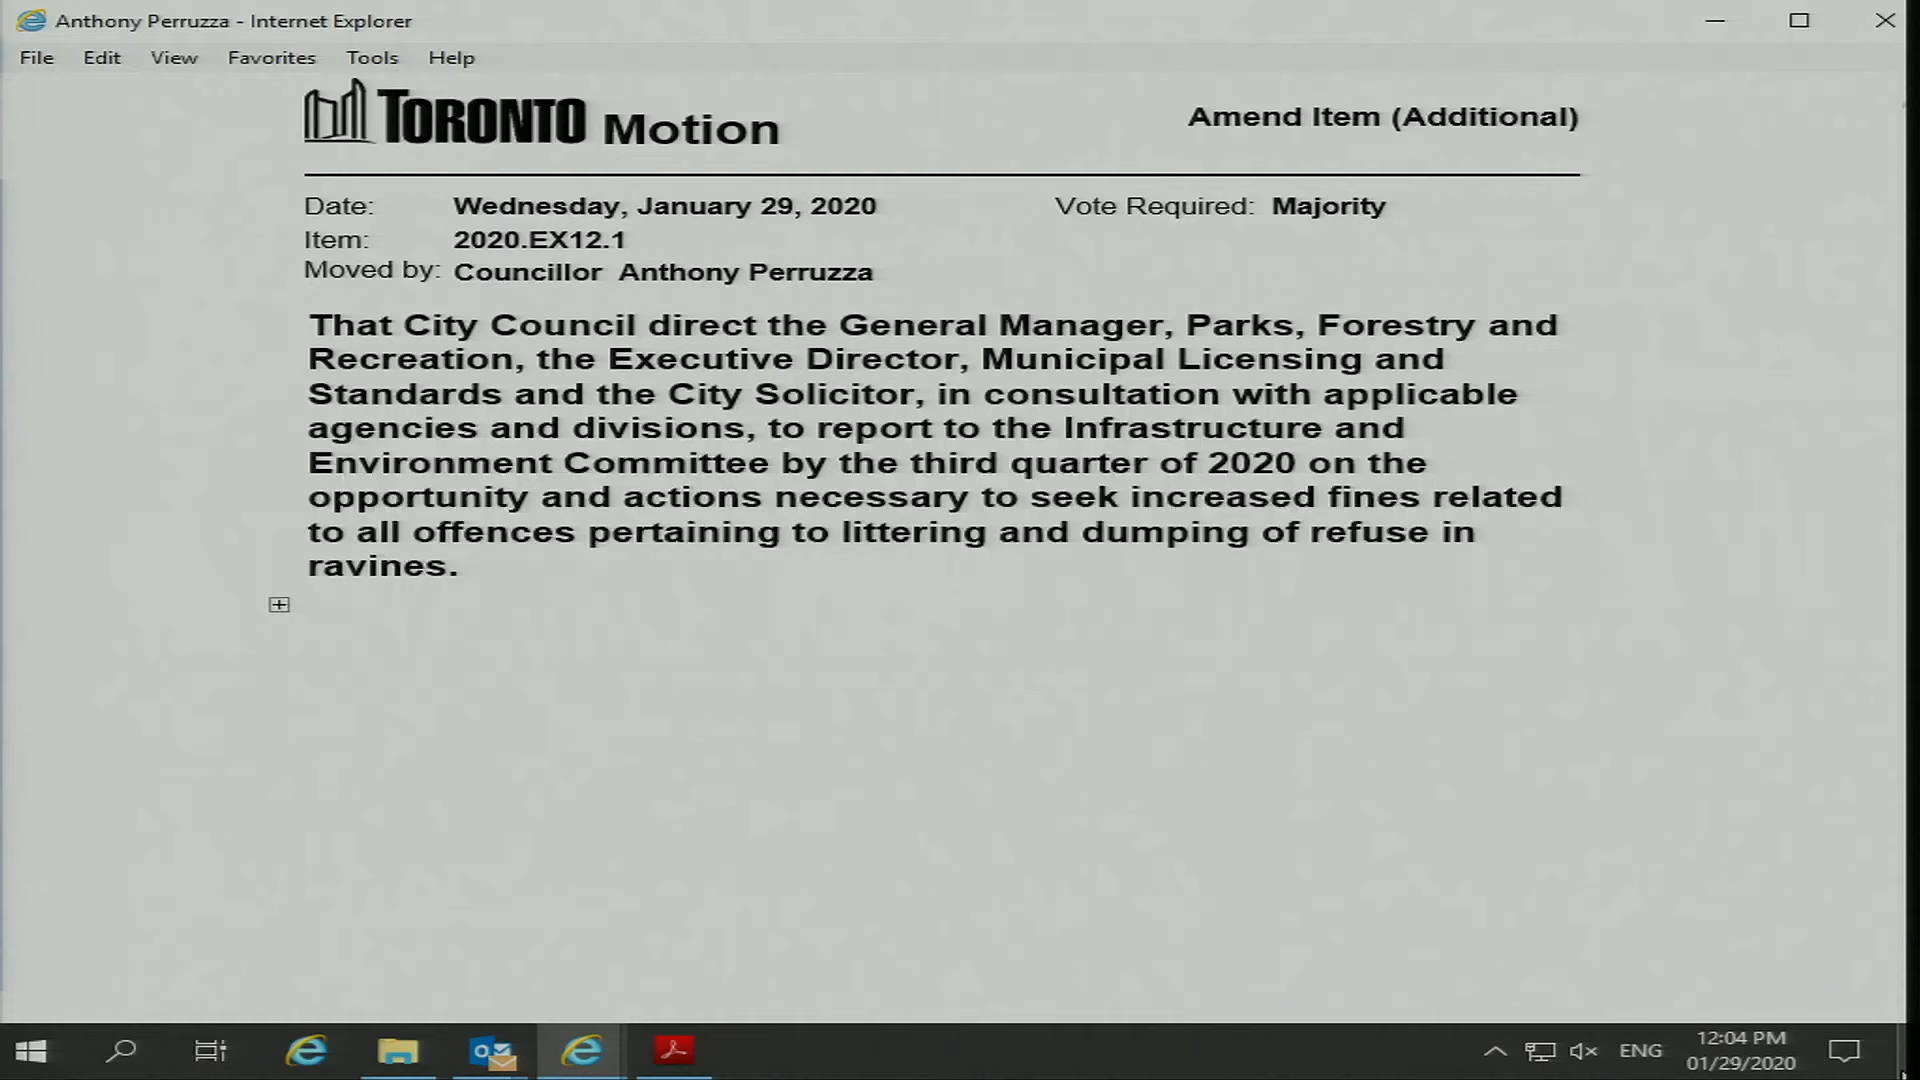 Anthony Perruzza - Internet Explorer
File Edit View Favorites Tools Help
TORONTO Motion
Amend Item (Additional)
Date: Wednesday, January 29, 2020 Vote Required: Majority
Item: 2020.EX12.1
Moved by: Councillor Anthony Perruzza
That City Council direct the General Manager, Parks, Forestry and
Recreation, the Executive Director, Municipal Licensing and
Standards and the City Solicitor, in consultation with applicable
agencies and divisions, to report to the Infrastructure and
Environment Committee by the third quarter of 2020 on the
opportunity and actions necessary to seek increased fines related
to all offences pertaining to littering and dumping of refuse in
ravines.
ENG
12:04 PM
01/29/2020